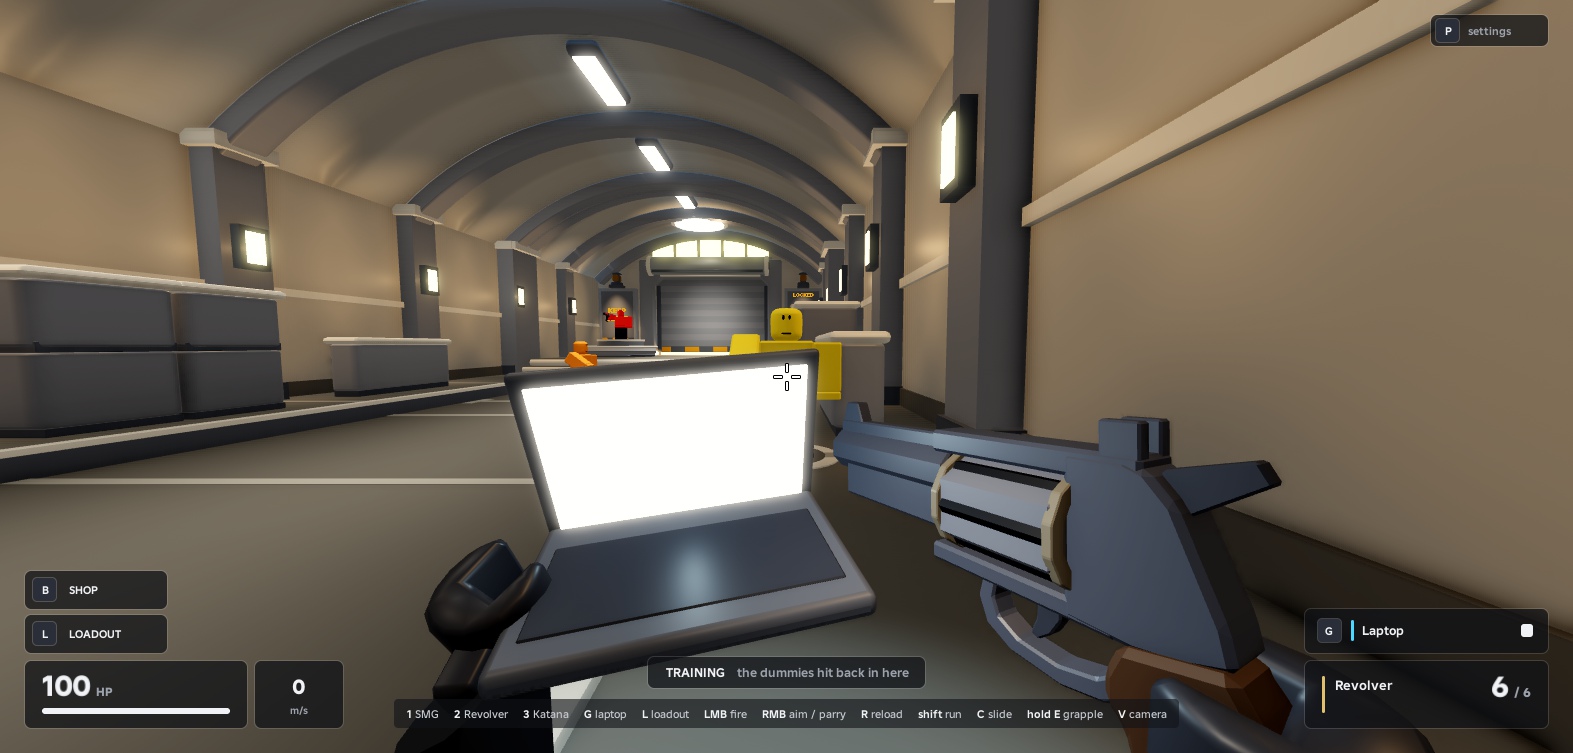 P settings
LOCKED
B SHOP
L LOADOUT
100 HP
0
m/s
TRAINING the dummies hit back in here
1 SMG 2 Revolver 3 Katana G laptop L loadout LMB fire RMB aim / parry R reload shift run C slide hold E grapple V camera
G Laptop
Revolver 6 / 6